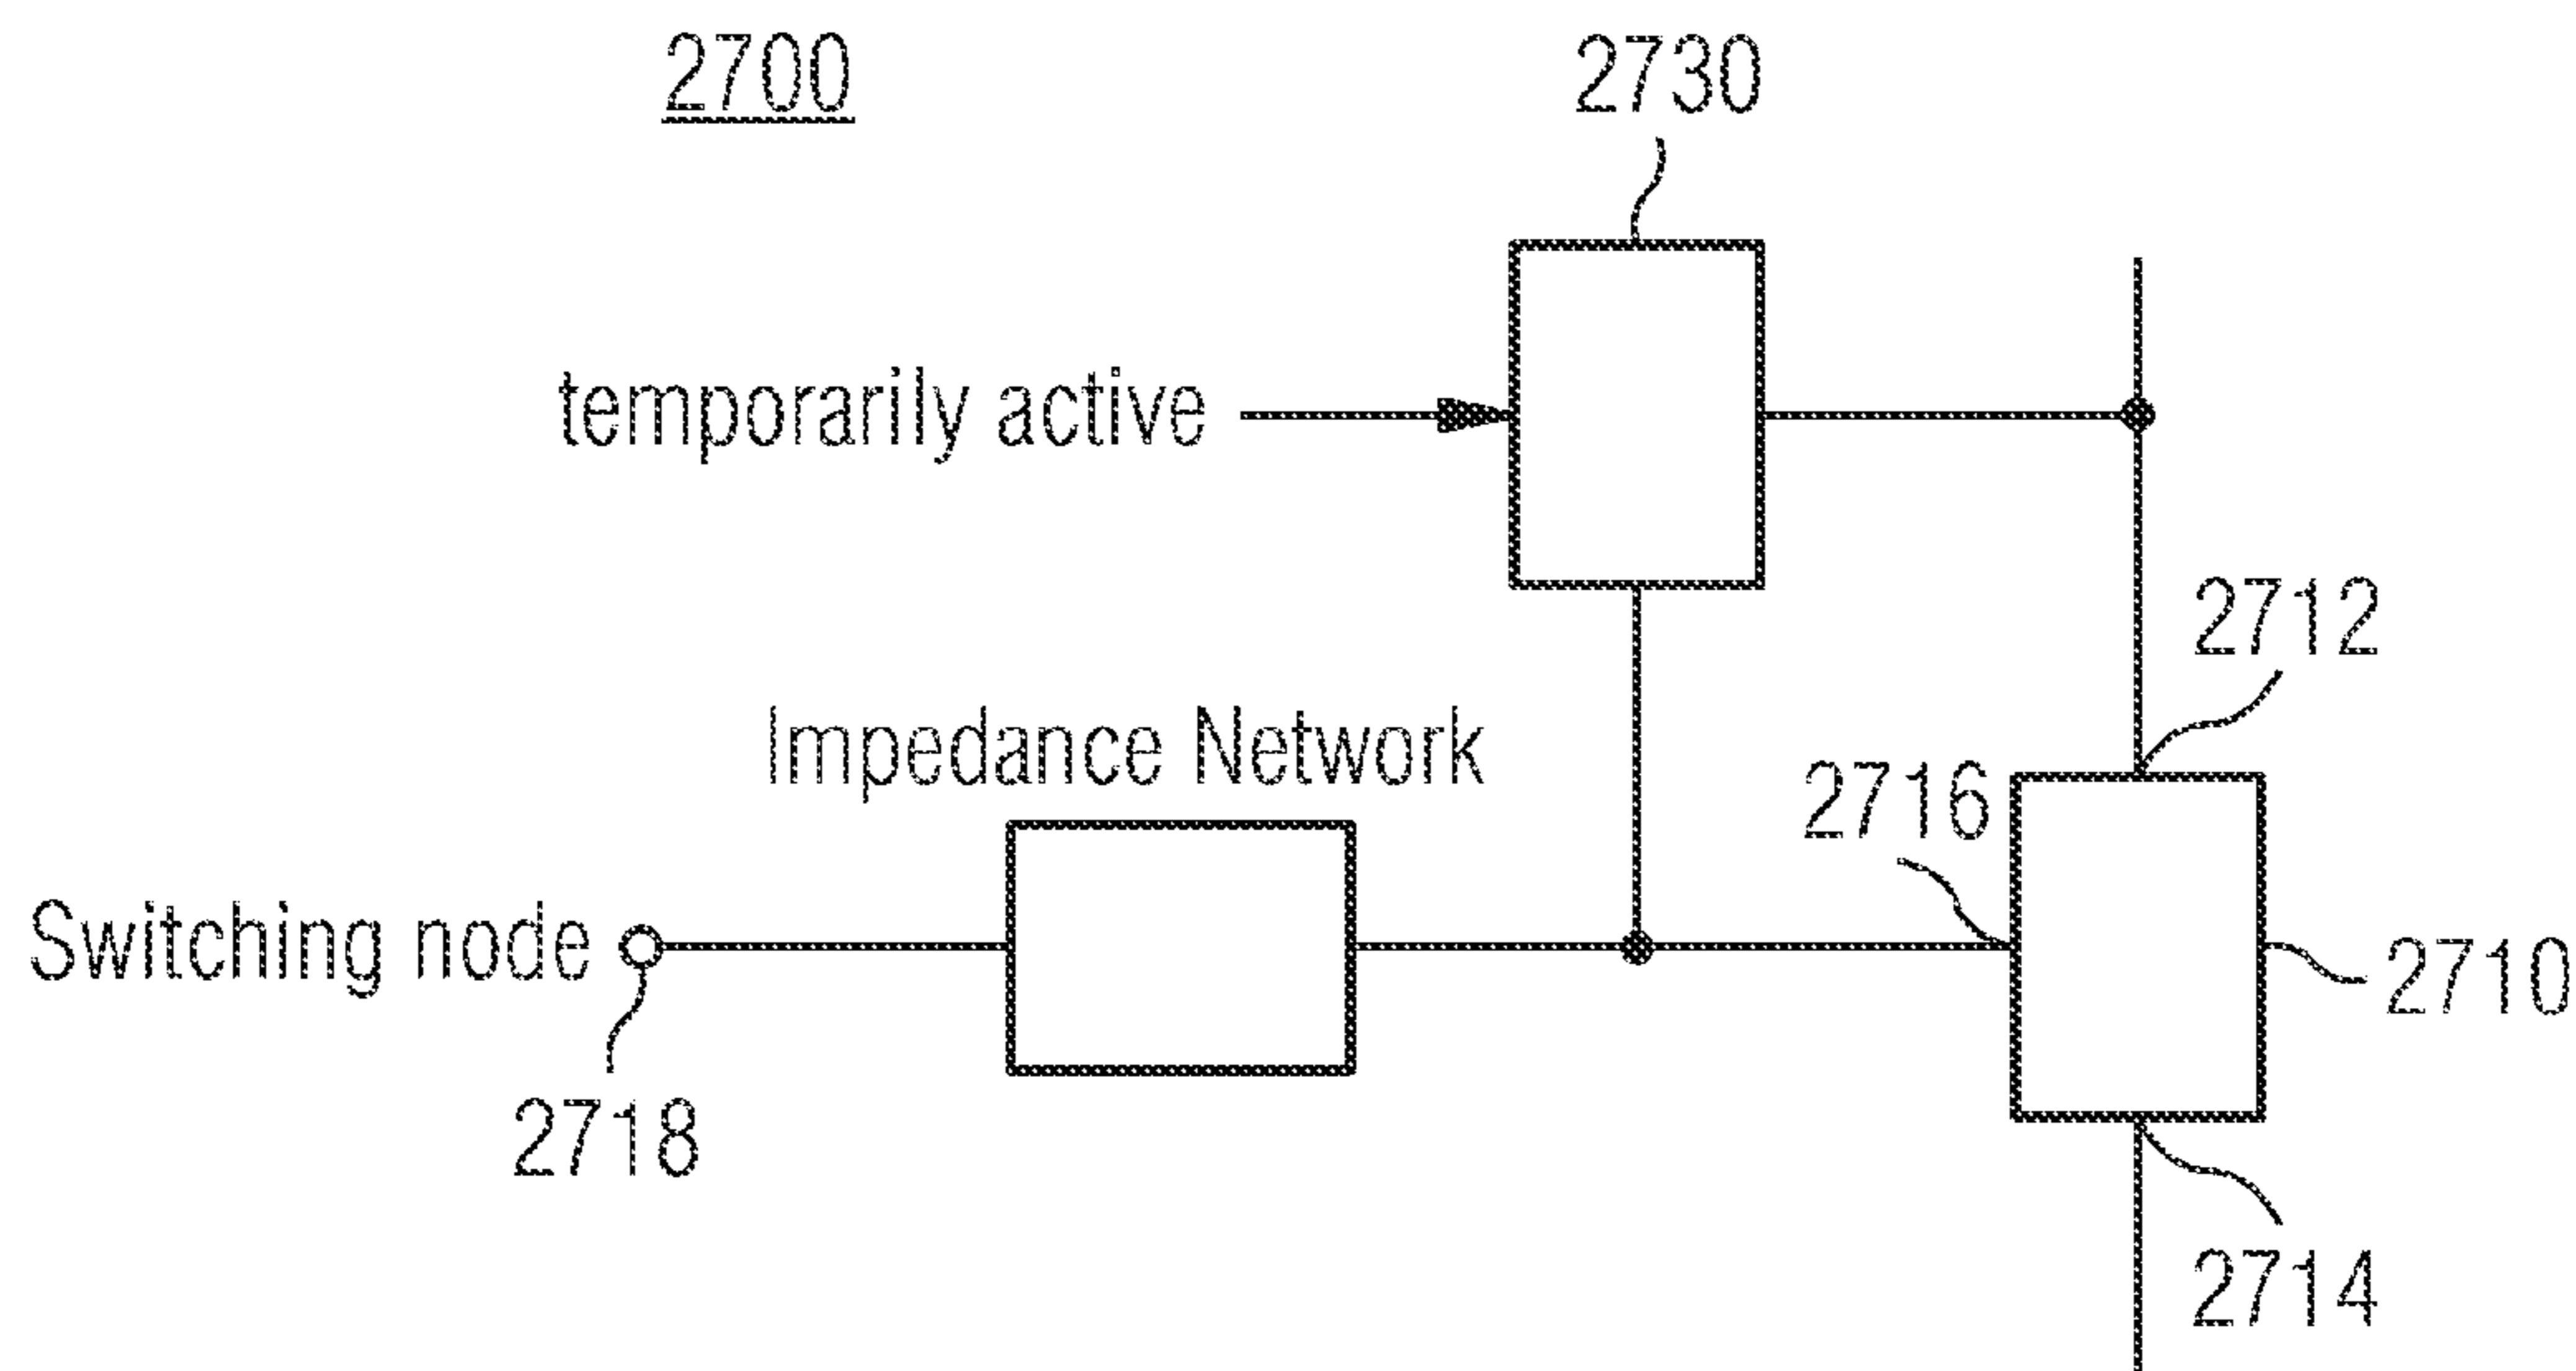 2700
2730
temporarily active
2712
Impedance Network
2716
Switching node
2710
2718
2714